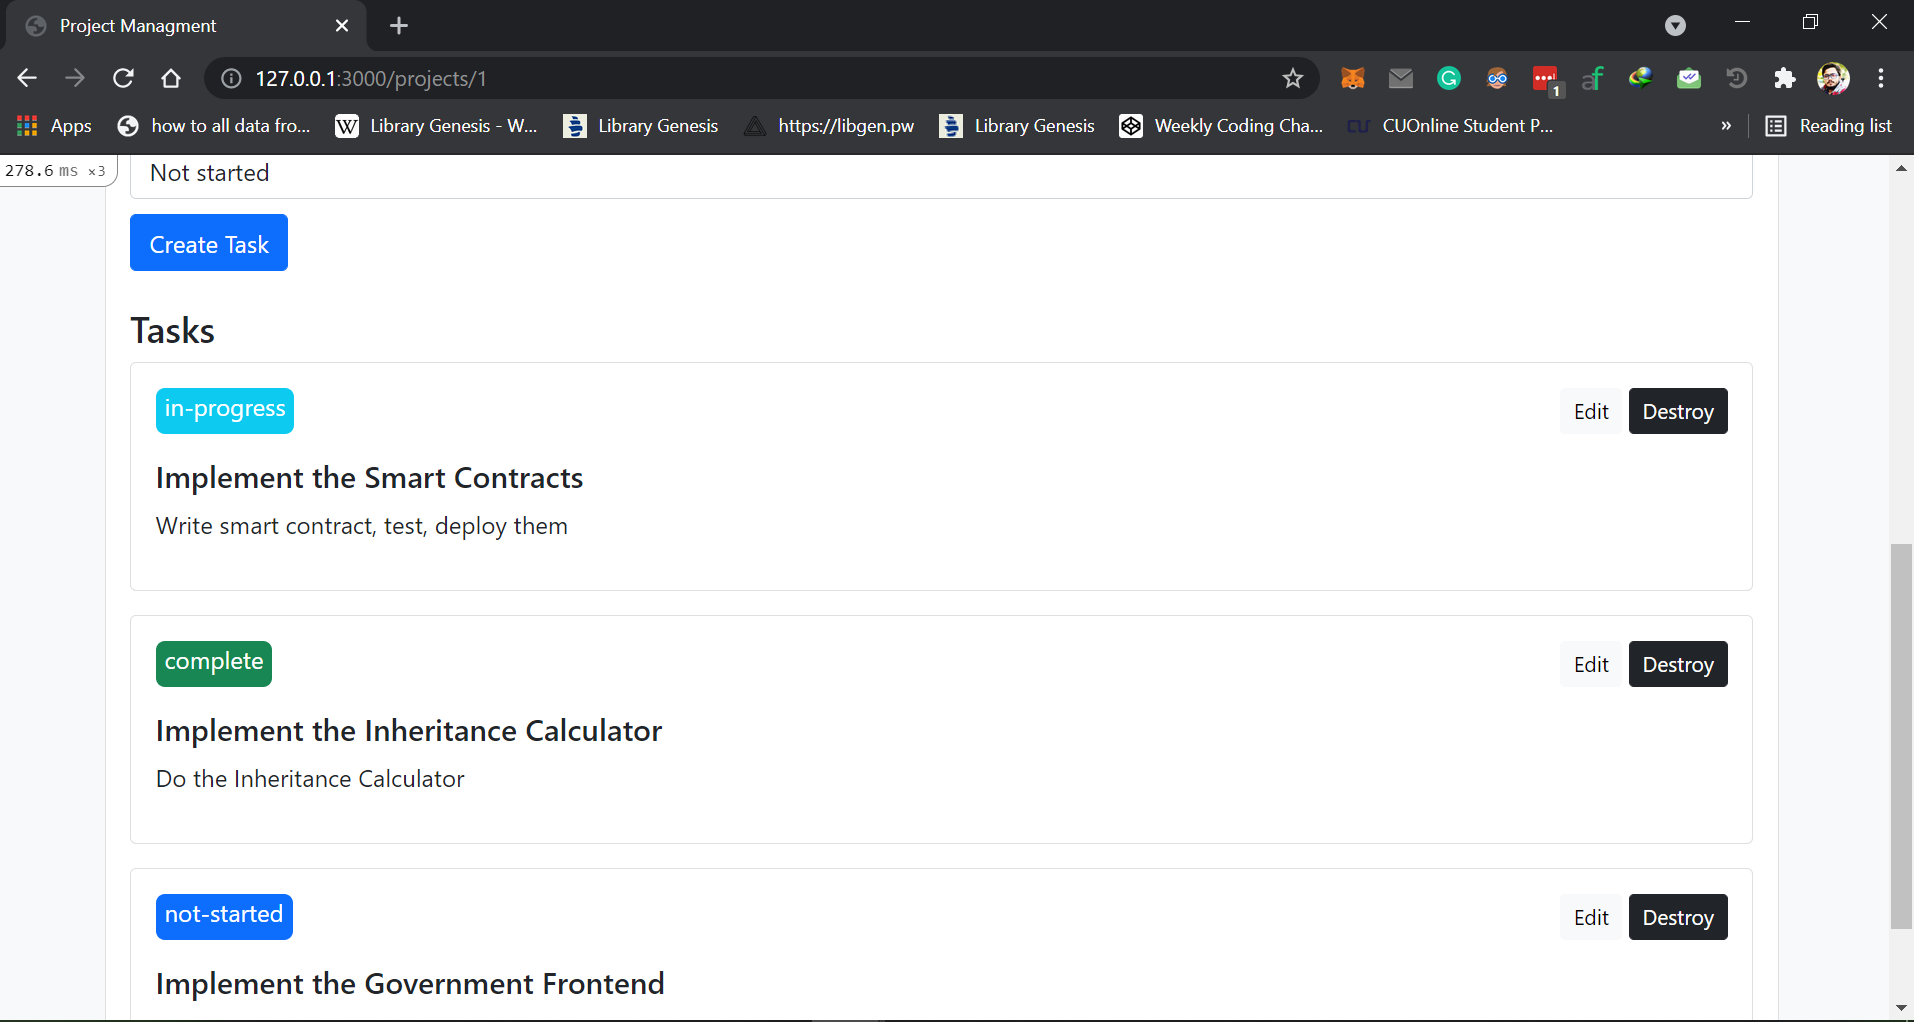 Project Managment
127.0.0.1:3000/projects/1
1
Apps how to all data fro... Library Genesis - W... Library Genesis https://libgen.pw Library Genesis Weekly Coding Cha... CUOnline Student P... » Reading list
278.6 ms ×3
Not started
Create Task
Tasks
in-progress Edit Destroy
Implement the Smart Contracts
Write smart contract, test, deploy them
complete Edit Destroy
Implement the Inheritance Calculator
Do the Inheritance Calculator
not-started Edit Destroy
Implement the Government Frontend